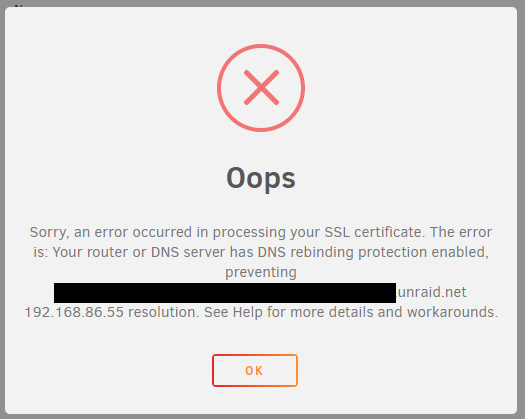 Oops
Sorry, an error occurred in processing your SSL certificate. The error
is: Your router or DNS server has DNS rebinding protection enabled,
preventing
.unraid.net
192.168.86.55 resolution. See Help for more details and workarounds.
OK